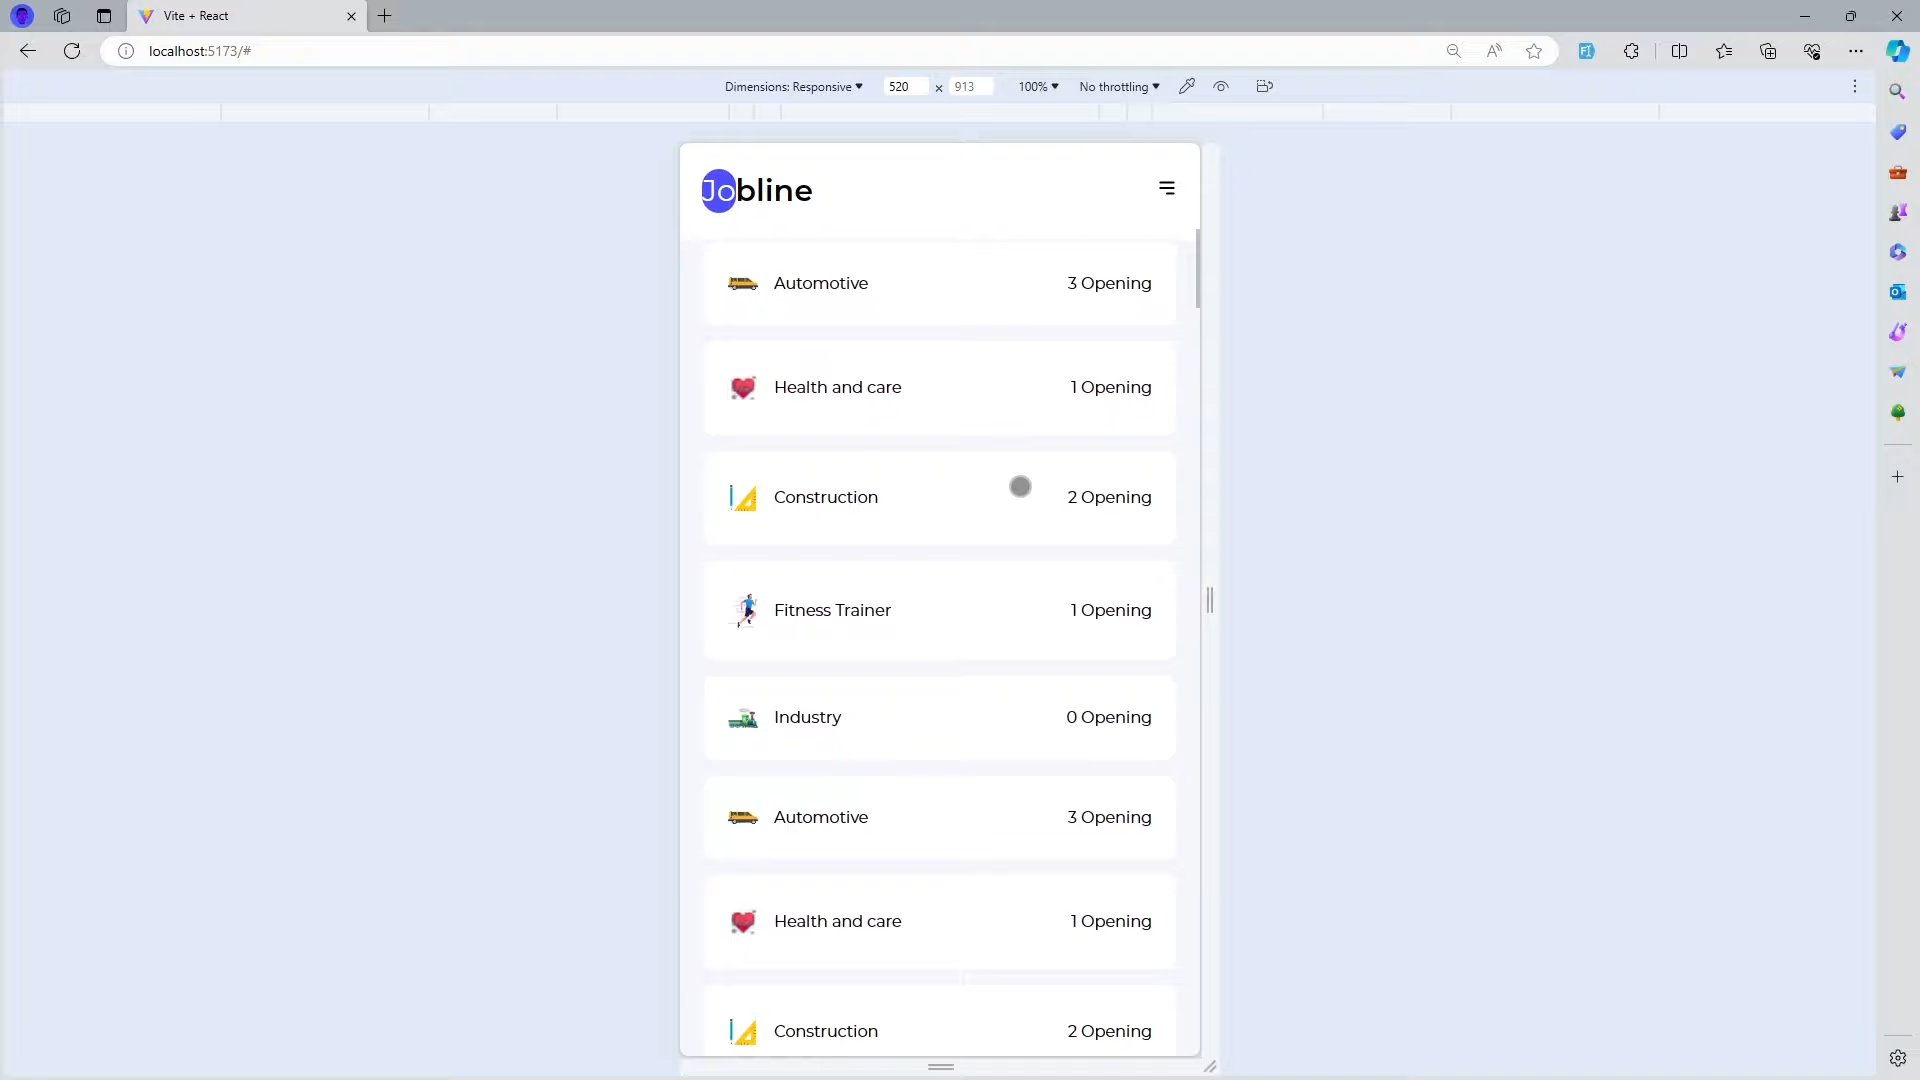 Vite + React
localhost:5173/#
Dimensions: Responsive 520 × 913 100% No throttling
Jobline
Automotive 3 Opening
Health and care 1 Opening
Construction 2 Opening
Fitness Trainer 1 Opening
Industry 0 Opening
Automotive 3 Opening
Health and care 1 Opening
Construction 2 Opening